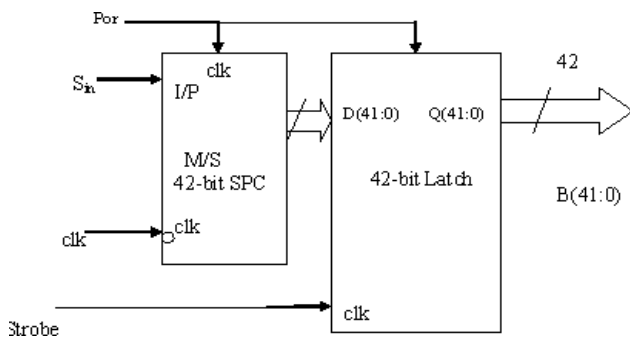 Por
42
clk
S in
I/P
D(41:0) Q(41:0)
M/S
42-bit SPC
42-bit Latch
B(41:0)
clk
clk
clk
Strobe